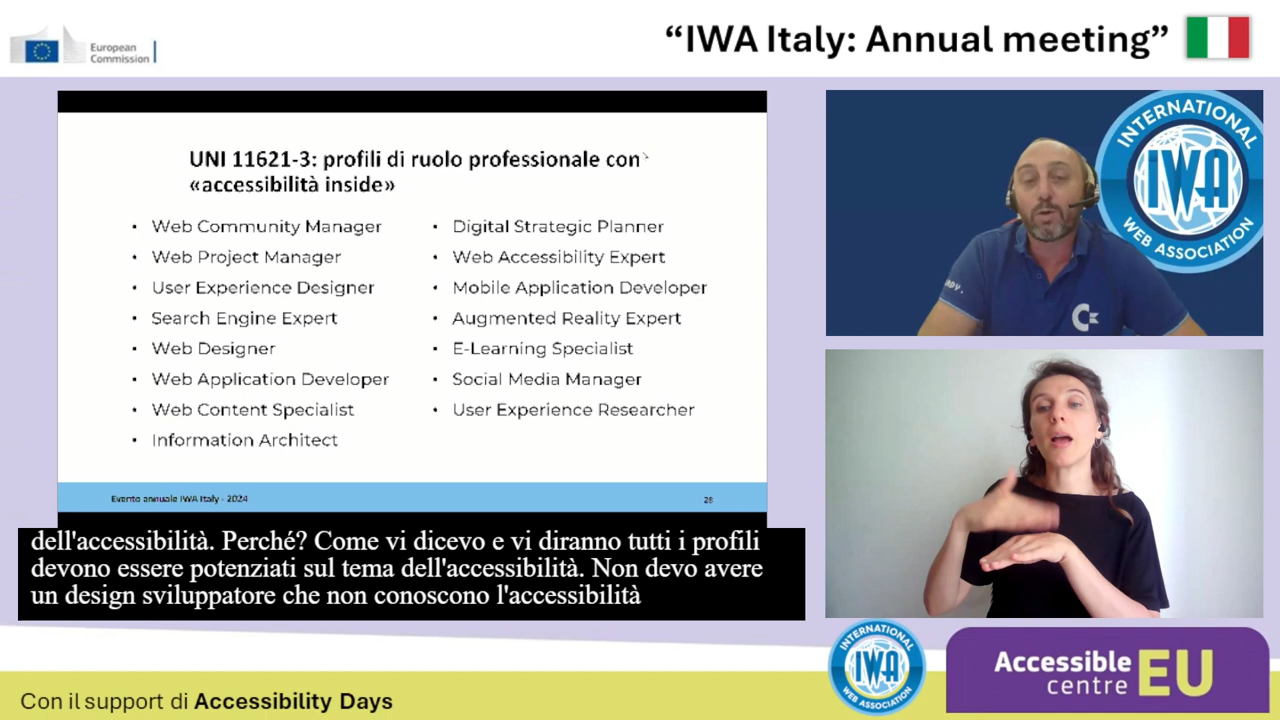 European
Commission
“IWA Italy: Annual meeting”
UNI 11621-3: profili di ruolo professionale con
«accessibilità inside»
Web Community Manager
Web Project Manager
User Experience Designer
Search Engine Expert
Web Designer
Web Application Developer
Web Content Specialist
Information Architect
Digital Strategic Planner
Web Accessibility Expert
Mobile Application Developer
Augmented Reality Expert
E-Learning Specialist
Social Media Manager
User Experience Researcher
Evento annuale IWA Italy - 2024
28
dell'accessibilità. Perché? Come vi dicevo e vi diranno tutti i profili
devono essere potenziati sul tema dell'accessibilità. Non devo avere
un design sviluppatore che non conoscono l'accessibilità
INTERNATIONAL
IWA
WEB ASSOCIATION
INTERNATIONAL
IWA
WEB ASSOCIATION
Accessible
centre
EU
Con il support di Accessibility Days